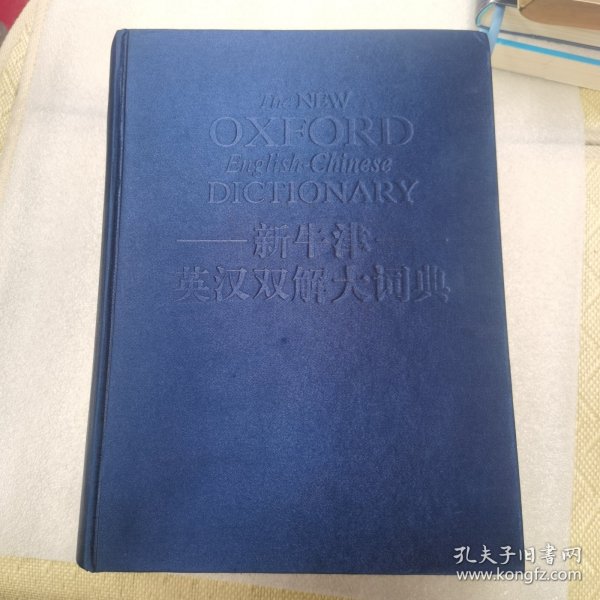 The NEW
OXFORD
English-Chinese
DICTIONARY
——新牛津——
英汉双解大词典
孔夫子旧书网
www.kongfz.com